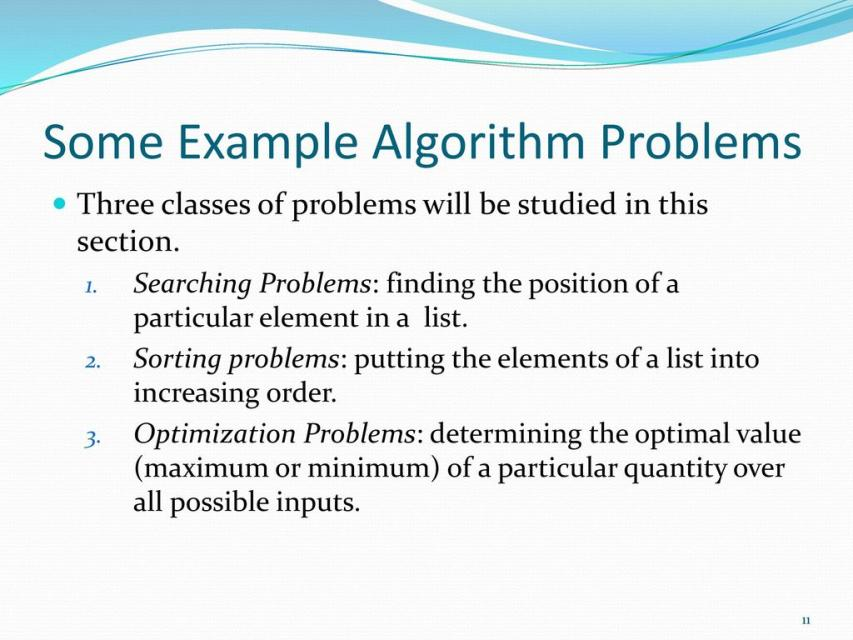 Some Example Algorithm Problems
• Three classes of problems will be studied in this
section.
1. Searching Problems: finding the position of a
particular element in a  list.
2. Sorting problems: putting the elements of a list into
increasing order.
3. Optimization Problems: determining the optimal value
(maximum or minimum) of a particular quantity over
all possible inputs.
11